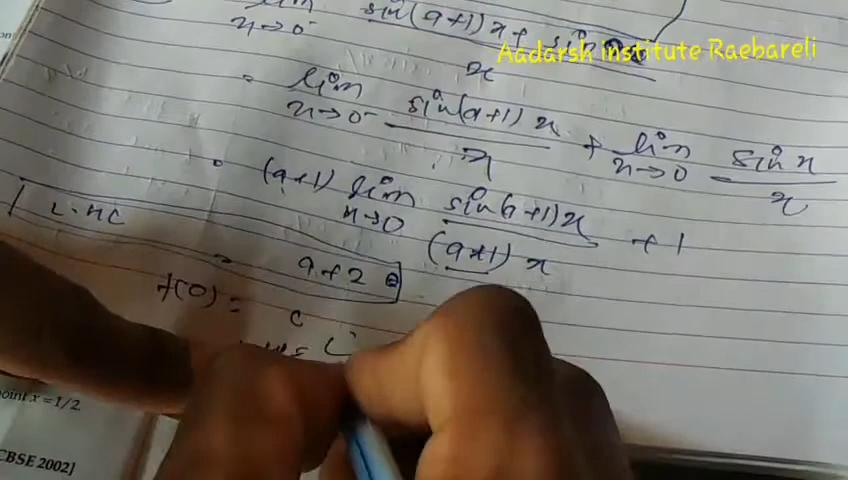 lim x→0⁻ sin(a+1)x + sin
x
Aadarsh institute Raebareli
= lim x→0⁻ sin(a+1)x / x + lim x→0 sin x / x
= (a+1) lim x→0 sin(a+1)x / (a+1)x + 1
= a+2
f(0) = c
point x = 1/2
CBSE 2002]